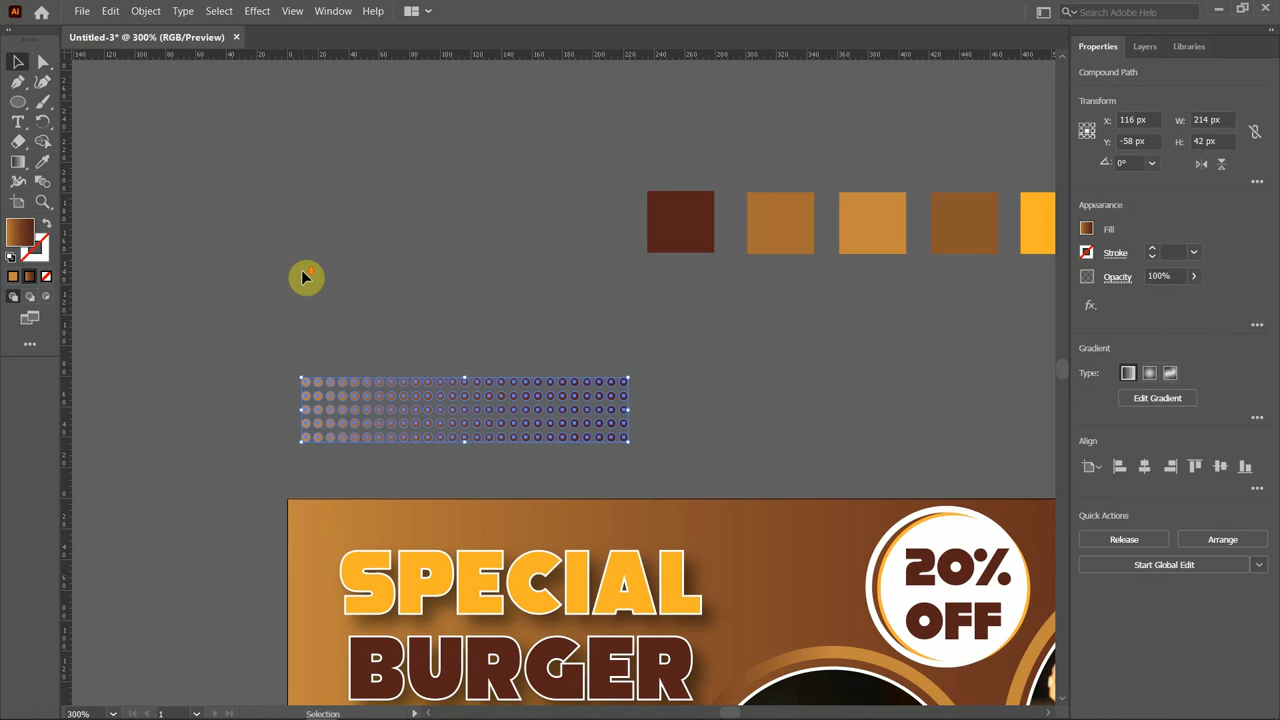 File Edit Object Type Select Effect View Window Help
Search Adobe Help
Untitled-3* @ 300% (RGB/Preview)
Properties Layers Libraries
Compound Path
Transform
X: 116 px W: 214 px
Y: -58 px H: 42 px
0°
Appearance
Fill
Stroke
Opacity 100%
fx.
Gradient
Type:
Edit Gradient
Align
Quick Actions
Release Arrange
Start Global Edit
20%
OFF
SPECIAL
BURGER
300% 1 Selection